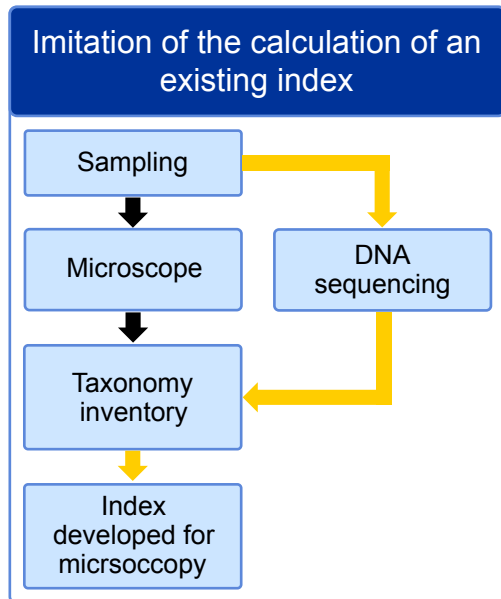 Imitation of the calculation of an
existing index
Sampling
Microscope
DNA
sequencing
Taxonomy
inventory
Index
developed for
micrsoccopy